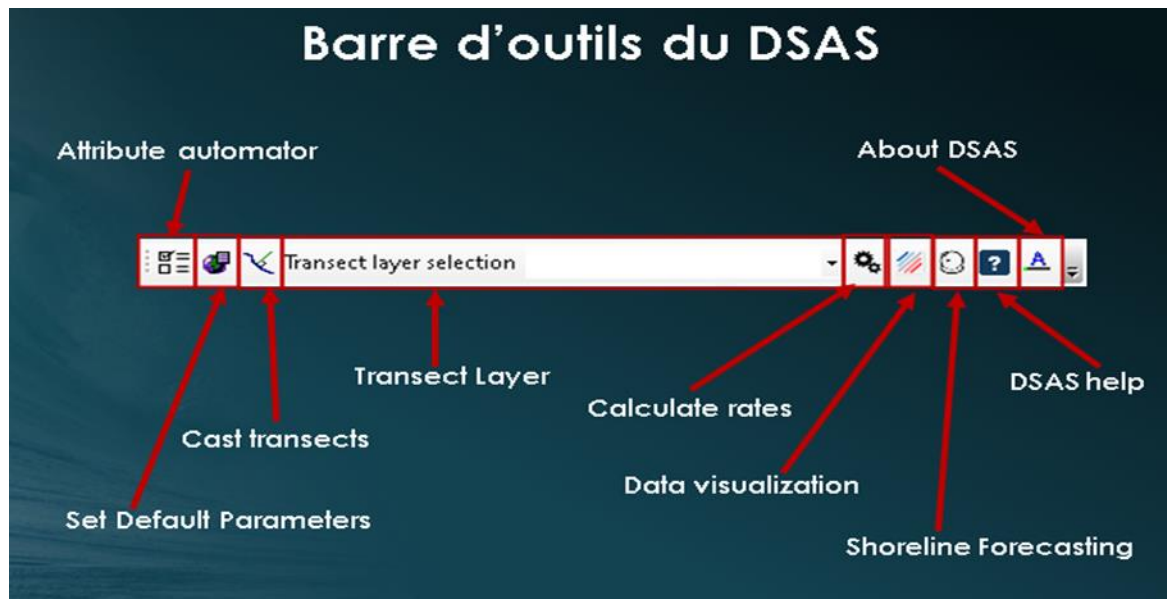 Barre d'outils du DSAS
Attribute automator
About DSAS
Transect layer selection
?
A
Transect Layer
DSAS help
Calculate rates
Cast transects
Data visualization
Set Default Parameters
Shoreline Forecasting